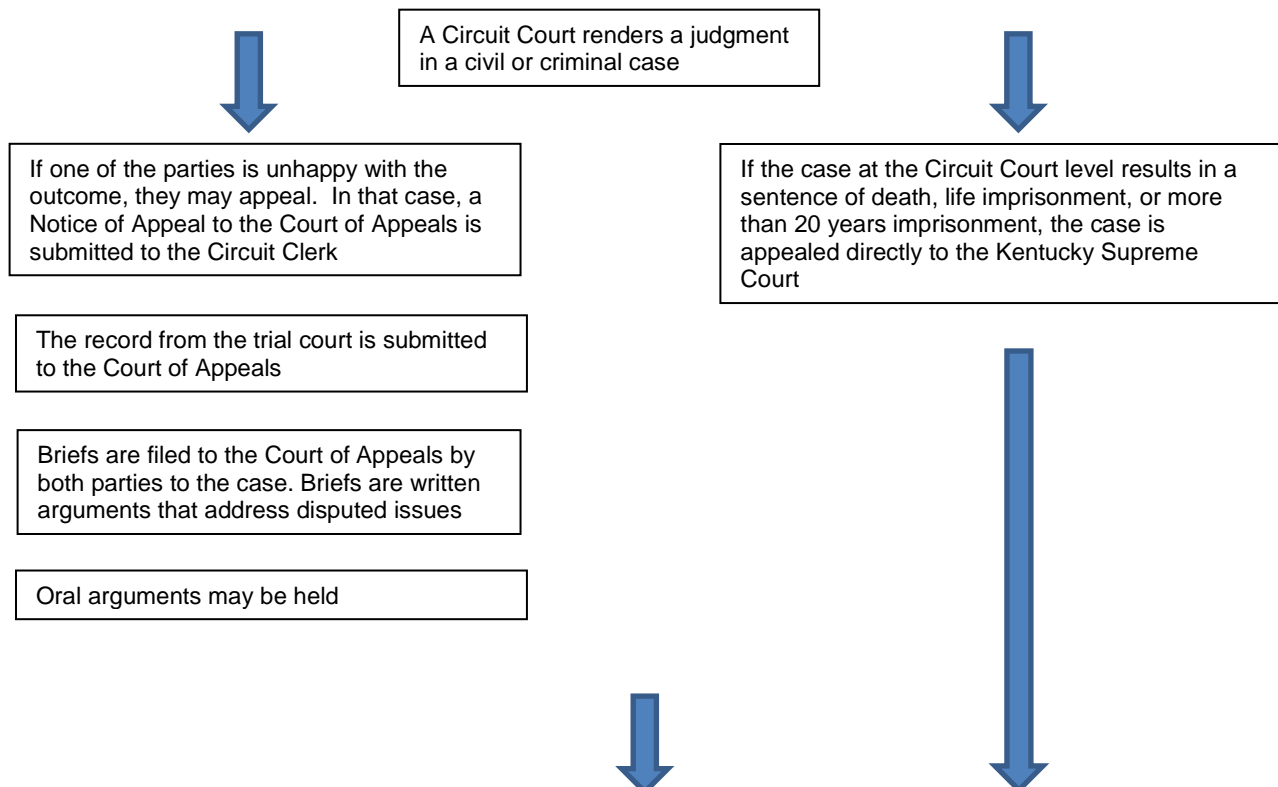 A Circuit Court renders a judgment
in a civil or criminal case
If one of the parties is unhappy with the
outcome, they may appeal.  In that case, a
Notice of Appeal to the Court of Appeals is
submitted to the Circuit Clerk
If the case at the Circuit Court level results in a
sentence of death, life imprisonment, or more
than 20 years imprisonment, the case is
appealed directly to the Kentucky Supreme
Court
The record from the trial court is submitted
to the Court of Appeals
Briefs are filed to the Court of Appeals by
both parties to the case. Briefs are written
arguments that address disputed issues
Oral arguments may be held